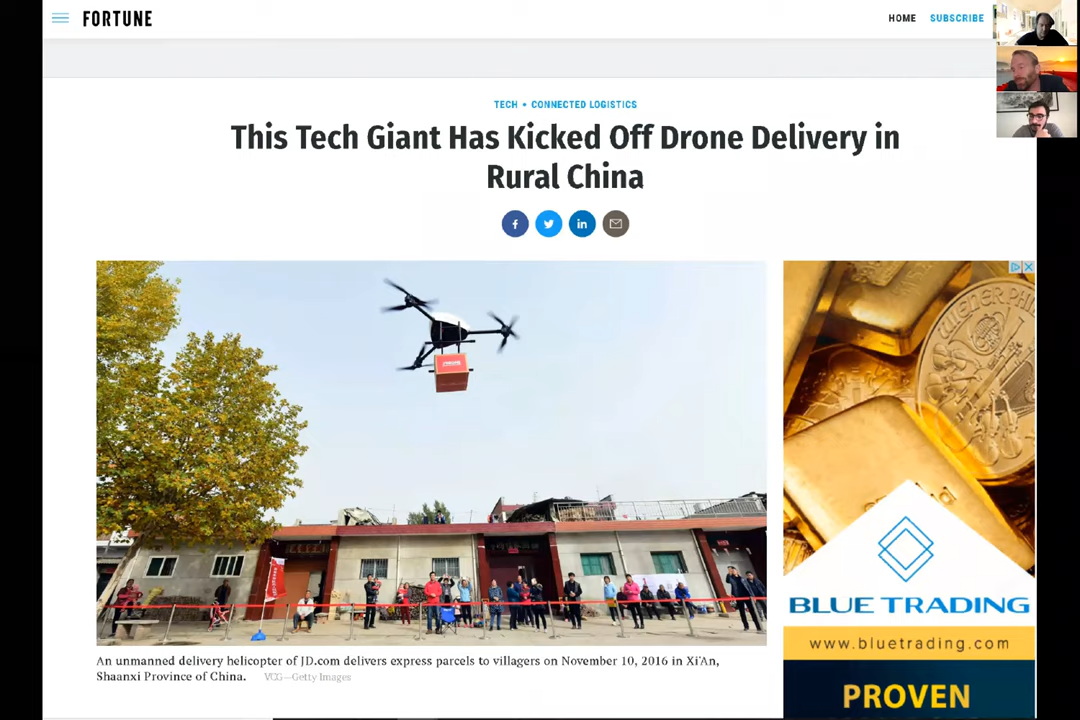 FORTUNE
HOME
SUBSCRIBE
TECH • CONNECTED LOGISTICS
This Tech Giant Has Kicked Off Drone Delivery in
Rural China
An unmanned delivery helicopter of JD.com delivers express parcels to villagers on November 10, 2016 in Xi'An,
Shaanxi Province of China. VCG—Getty Images
WIENER PHI
BLUE TRADING
www.bluetrading.com
PROVEN